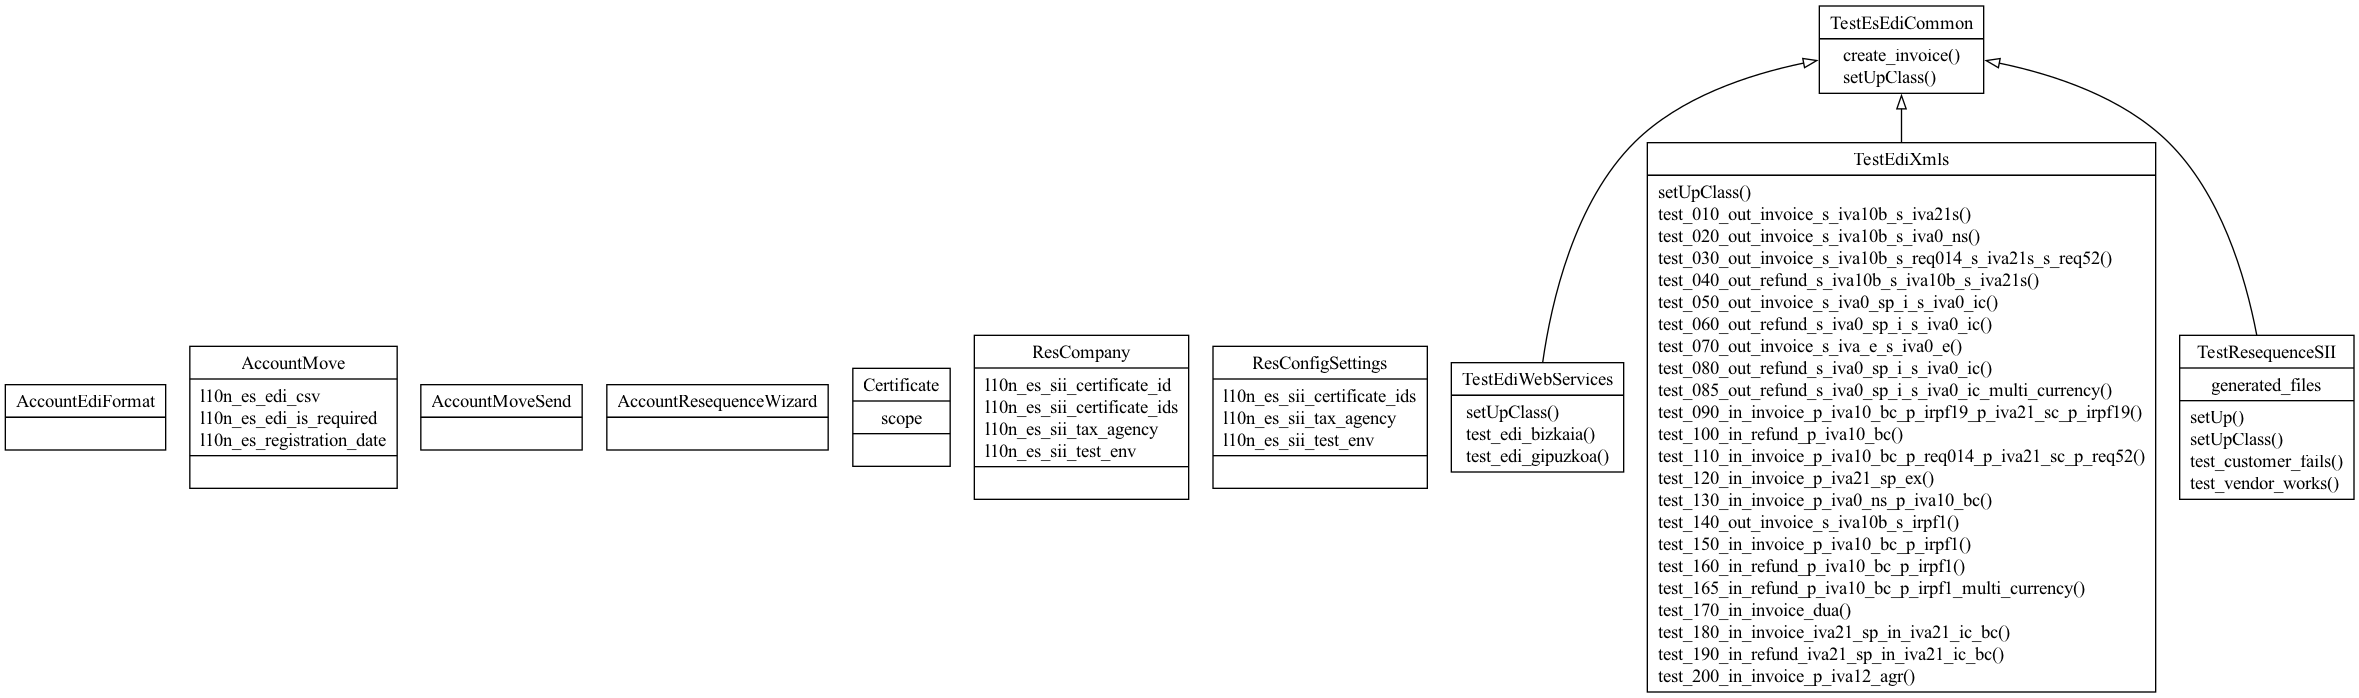 TestEsEdiCommon
create_invoice()
setUpClass()
AccountEdiFormat
AccountMove
l10n_es_edi_csv
l10n_es_edi_is_required
l10n_es_registration_date
AccountMoveSend
AccountResequenceWizard
Certificate
scope
ResCompany
l10n_es_sii_certificate_id
l10n_es_sii_certificate_ids
l10n_es_sii_tax_agency
l10n_es_sii_test_env
ResConfigSettings
l10n_es_sii_certificate_ids
l10n_es_sii_tax_agency
l10n_es_sii_test_env
TestEdiWebServices
setUpClass()
test_edi_bizkaia()
test_edi_gipuzkoa()
TestEdiXmls
setUpClass()
test_010_out_invoice_s_iva10b_s_iva21s()
test_020_out_invoice_s_iva10b_s_iva0_ns()
test_030_out_invoice_s_iva10b_s_req014_s_iva21s_s_req52()
test_040_out_refund_s_iva10b_s_iva10b_s_iva21s()
test_050_out_invoice_s_iva0_sp_i_s_iva0_ic()
test_060_out_refund_s_iva0_sp_i_s_iva0_ic()
test_070_out_invoice_s_iva_e_s_iva0_e()
test_080_out_refund_s_iva0_sp_i_s_iva0_ic()
test_085_out_refund_s_iva0_sp_i_s_iva0_ic_multi_currency()
test_090_in_invoice_p_iva10_bc_p_irpf19_p_iva21_sc_p_irpf19()
test_100_in_refund_p_iva10_bc()
test_110_in_invoice_p_iva10_bc_p_req014_p_iva21_sc_p_req52()
test_120_in_invoice_p_iva21_sp_ex()
test_130_in_invoice_p_iva0_ns_p_iva10_bc()
test_140_out_invoice_s_iva10b_s_irpf1()
test_150_in_invoice_p_iva10_bc_p_irpf1()
test_160_in_refund_p_iva10_bc_p_irpf1()
test_165_in_refund_p_iva10_bc_p_irpf1_multi_currency()
test_170_in_invoice_dua()
test_180_in_invoice_iva21_sp_in_iva21_ic_bc()
test_190_in_refund_iva21_sp_in_iva21_ic_bc()
test_200_in_invoice_p_iva12_agr()
TestResequenceSII
generated_files
setUp()
setUpClass()
test_customer_fails()
test_vendor_works()